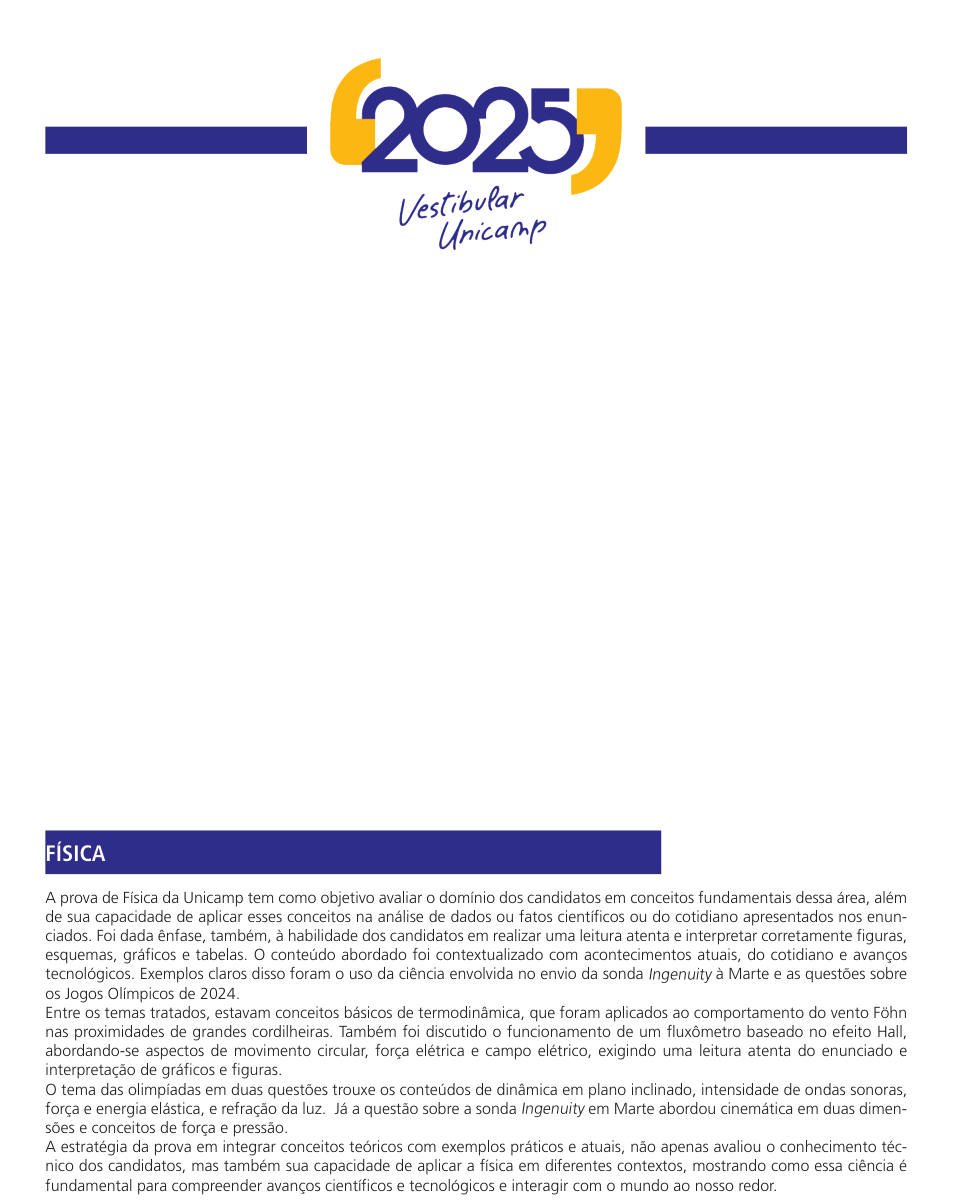 2025
Vestibular
Unicamp
FÍSICA
A prova de Física da Unicamp tem como objetivo avaliar o domínio dos candidatos em conceitos fundamentais dessa área, além
de sua capacidade de aplicar esses conceitos na análise de dados ou fatos científicos ou do cotidiano apresentados nos enun-
ciados. Foi dada ênfase, também, à habilidade dos candidatos em realizar uma leitura atenta e interpretar corretamente figuras,
esquemas, gráficos e tabelas. O conteúdo abordado foi contextualizado com acontecimentos atuais, do cotidiano e avanços
tecnológicos. Exemplos claros disso foram o uso da ciência envolvida no envio da sonda Ingenuity à Marte e as questões sobre
os Jogos Olímpicos de 2024.
Entre os temas tratados, estavam conceitos básicos de termodinâmica, que foram aplicados ao comportamento do vento Föhn
nas proximidades de grandes cordilheiras. Também foi discutido o funcionamento de um fluxômetro baseado no efeito Hall,
abordando-se aspectos de movimento circular, força elétrica e campo elétrico, exigindo uma leitura atenta do enunciado e
interpretação de gráficos e figuras.
O tema das olimpíadas em duas questões trouxe os conteúdos de dinâmica em plano inclinado, intensidade de ondas sonoras,
força e energia elástica, e refração da luz. Já a questão sobre a sonda Ingenuity em Marte abordou cinemática em duas dimen-
sões e conceitos de força e pressão.
A estratégia da prova em integrar conceitos teóricos com exemplos práticos e atuais, não apenas avaliou o conhecimento téc-
nico dos candidatos, mas também sua capacidade de aplicar a física em diferentes contextos, mostrando como essa ciência é
fundamental para compreender avanços científicos e tecnológicos e interagir com o mundo ao nosso redor.